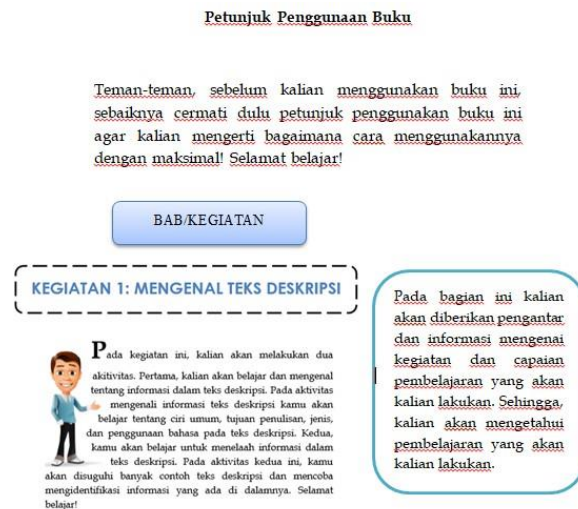 Petunjuk Penggunaan Buku
Teman-teman, sebelum kalian menggunakan buku ini,
sebaiknya cermati dulu petunjuk penggunakan buku ini
agar kalian mengerti bagaimana cara menggunakannya
dengan maksimal! Selamat belajar!
BAB/KEGIATAN
KEGIATAN 1: MENGENAL TEKS DESKRIPSI
Pada kegiatan ini, kalian akan melakukan dua
akitivitas. Pertama, kalian akan belajar dan mengenal
tentang informasi dalam teks deskripsi. Pada aktivitas
mengenali informasi teks deskripsi kamu akan
belajar tentang ciri umum, tujuan penulisan, jenis,
dan penggunaan bahasa pada teks deskripsi. Kedua,
kamu akan belajar untuk menelaah informasi dalam
teks deskripsi. Pada aktivitas kedua ini, kamu
akan disuguhi banyak contoh teks deskripsi dan mencoba
mengidentifikasi informasi yang ada di dalamnya. Selamat
belajar!
Pada bagian ini kalian
akan diberikan pengantar
dan informasi mengenai
kegiatan dan capaian
pembelajaran yang akan
kalian lakukan. Sehingga,
kalian akan mengetahui
pembelajaran yang akan
kalian lakukan.